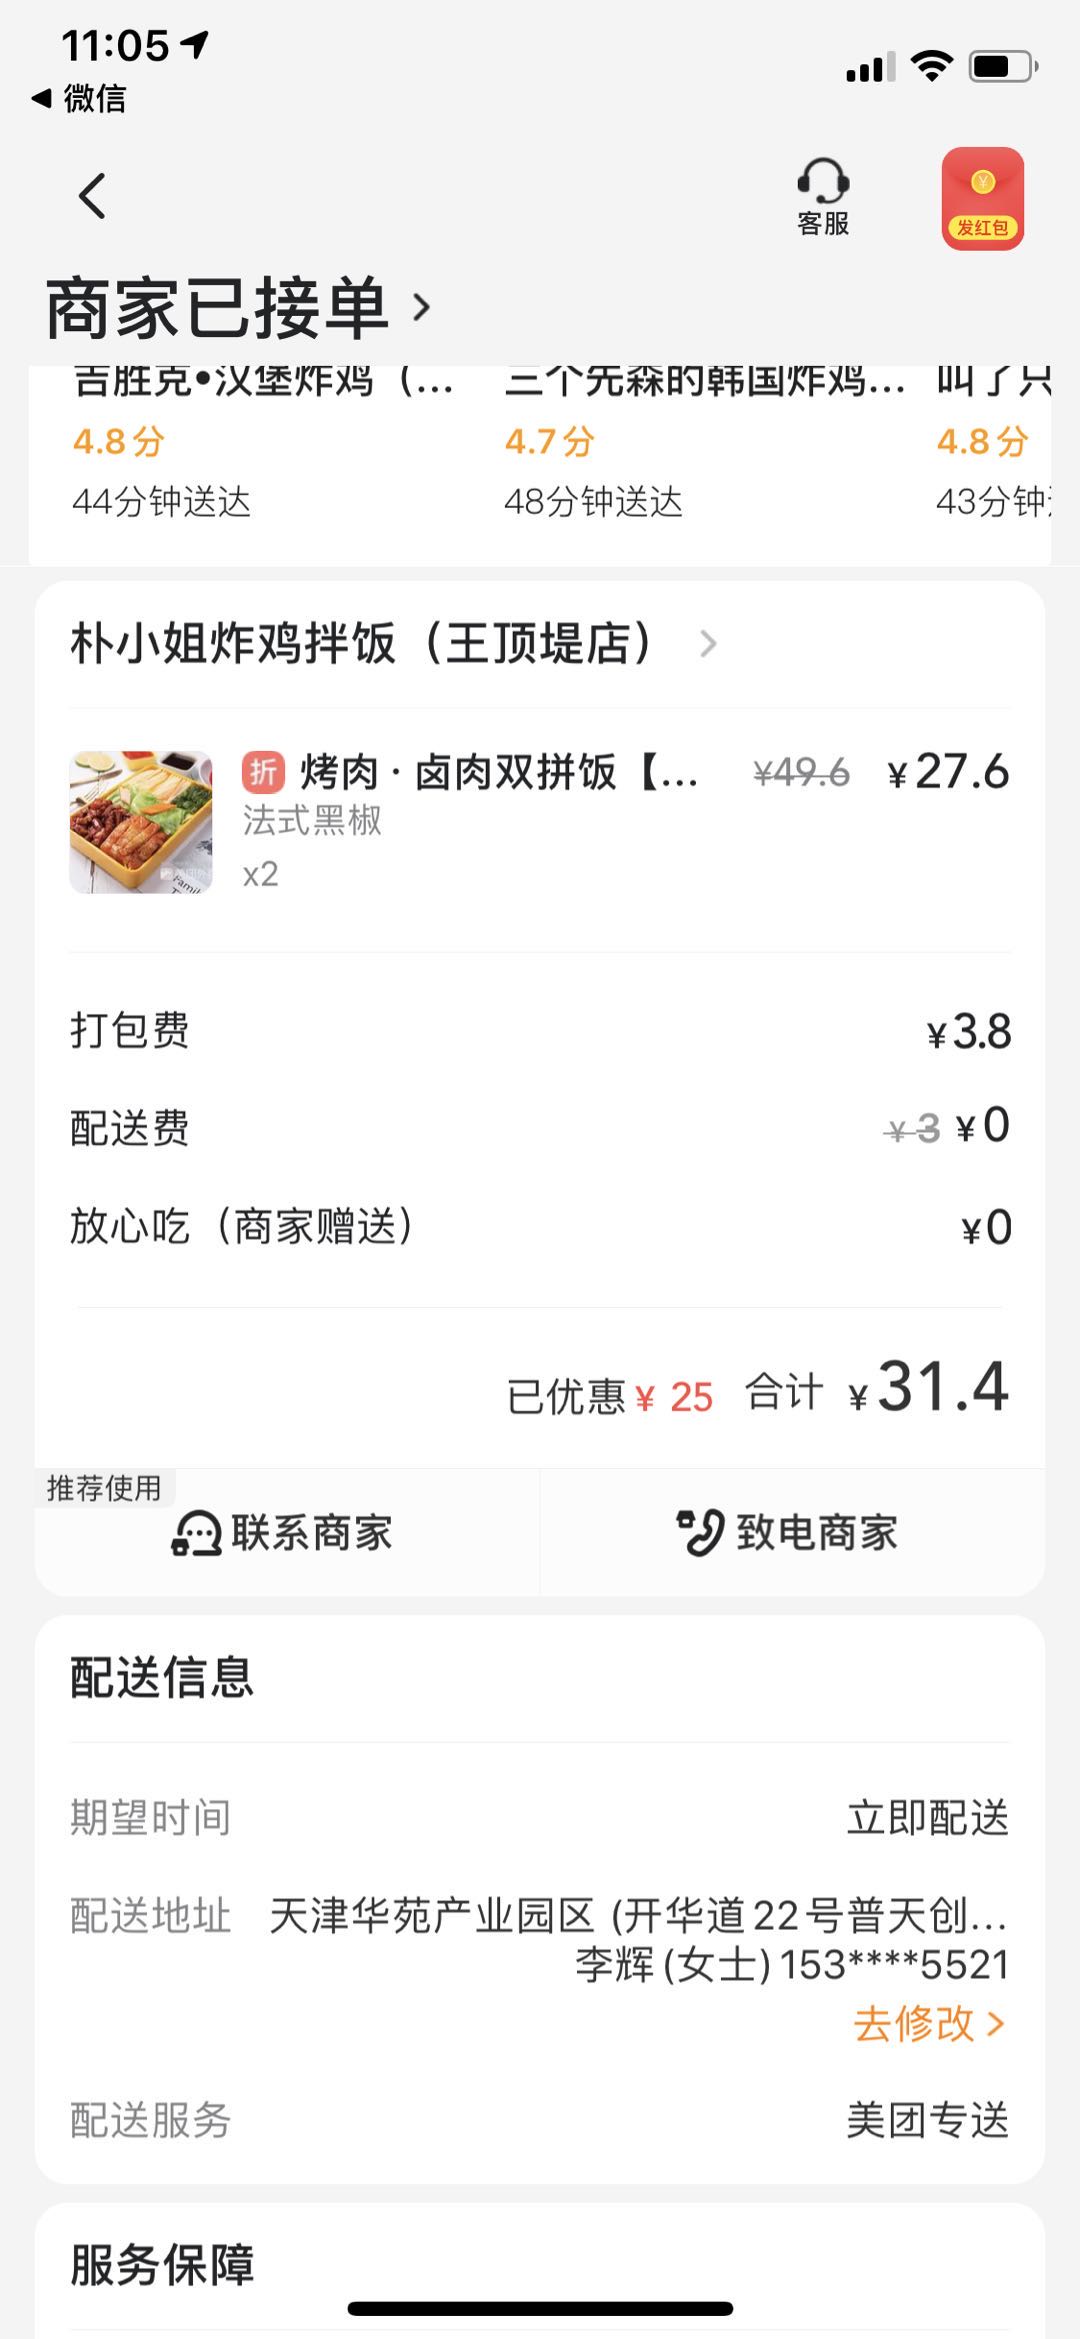 11:05
微信
客服
发红包
商家已接单
吉胜克•汉堡炸鸡（...
三个先森的韩国炸鸡...
叫了只
4.8分
4.7分
4.8分
44分钟送达
48分钟送达
43分钟
朴小姐炸鸡拌饭（王顶堤店）
折 烤肉 · 卤肉双拼饭【... ¥49.6 ¥27.6
法式黑椒
x2
打包费 ¥3.8
配送费 ¥3 ¥0
放心吃（商家赠送） ¥0
已优惠¥ 25 合计 ¥31.4
推荐使用
联系商家
致电商家
配送信息
期望时间 立即配送
配送地址 天津华苑产业园区 (开华道22号普天创...
李辉(女士) 153****5521
去修改
配送服务 美团专送
服务保障